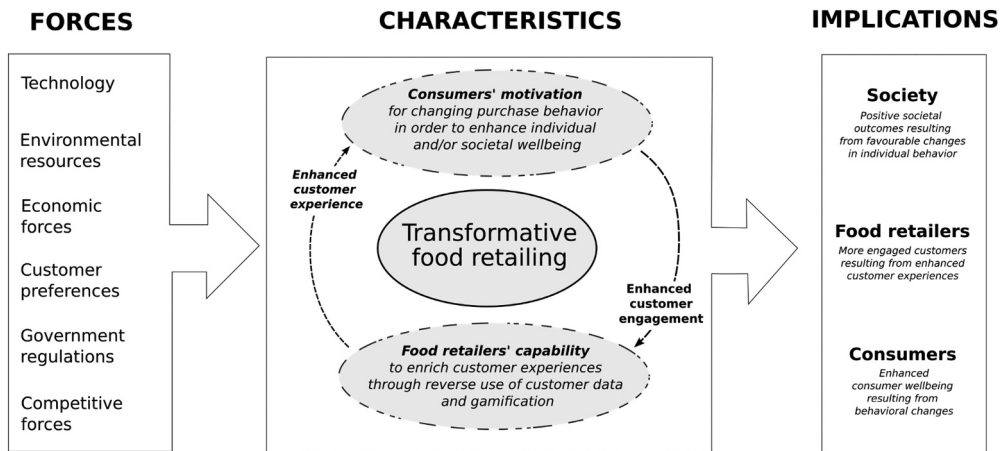 FORCES
Technology
Environmental
resources
Economic
forces
Customer
preferences
Government
regulations
Competitive
forces
CHARACTERISTICS
Consumers' motivation
for changing purchase behavior
in order to enhance individual
and/or societal wellbeing
Enhanced
customer
experience
Transformative
food retailing
Enhanced
customer
engagement
Food retailers' capability
to enrich customer experiences
through reverse use of customer data
and gamification
IMPLICATIONS
Society
Positive societal
outcomes resulting
from favourable changes
in individual behavior
Food retailers
More engaged customers
resulting from enhanced
customer experiences
Consumers
Enhanced
consumer wellbeing
resulting from
behavioral changes